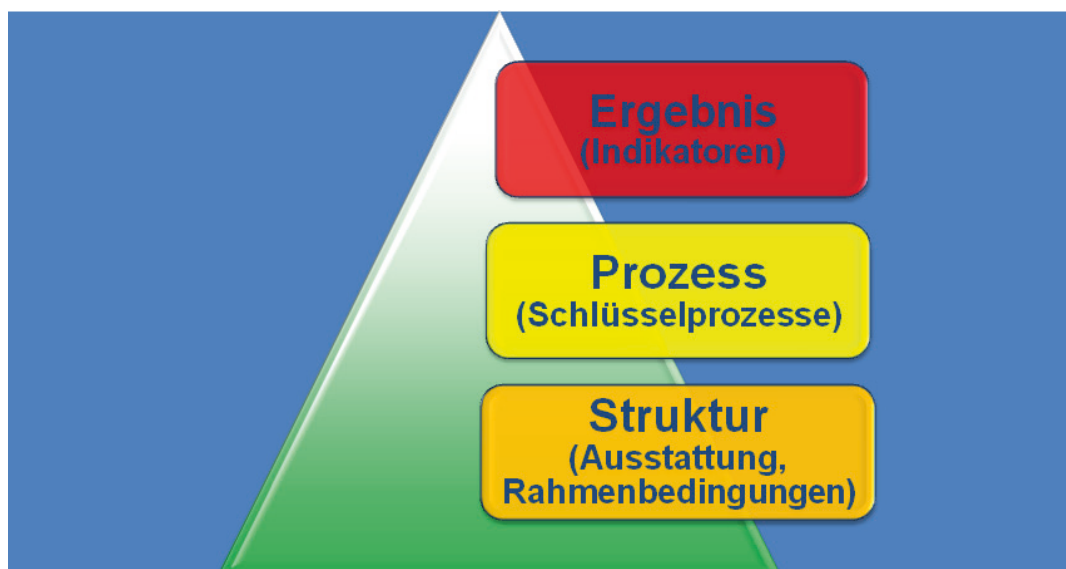 Ergebnis
(Indikatoren)
Prozess
(Schlüsselprozesse)
Struktur
(Ausstattung,
Rahmenbedingungen)